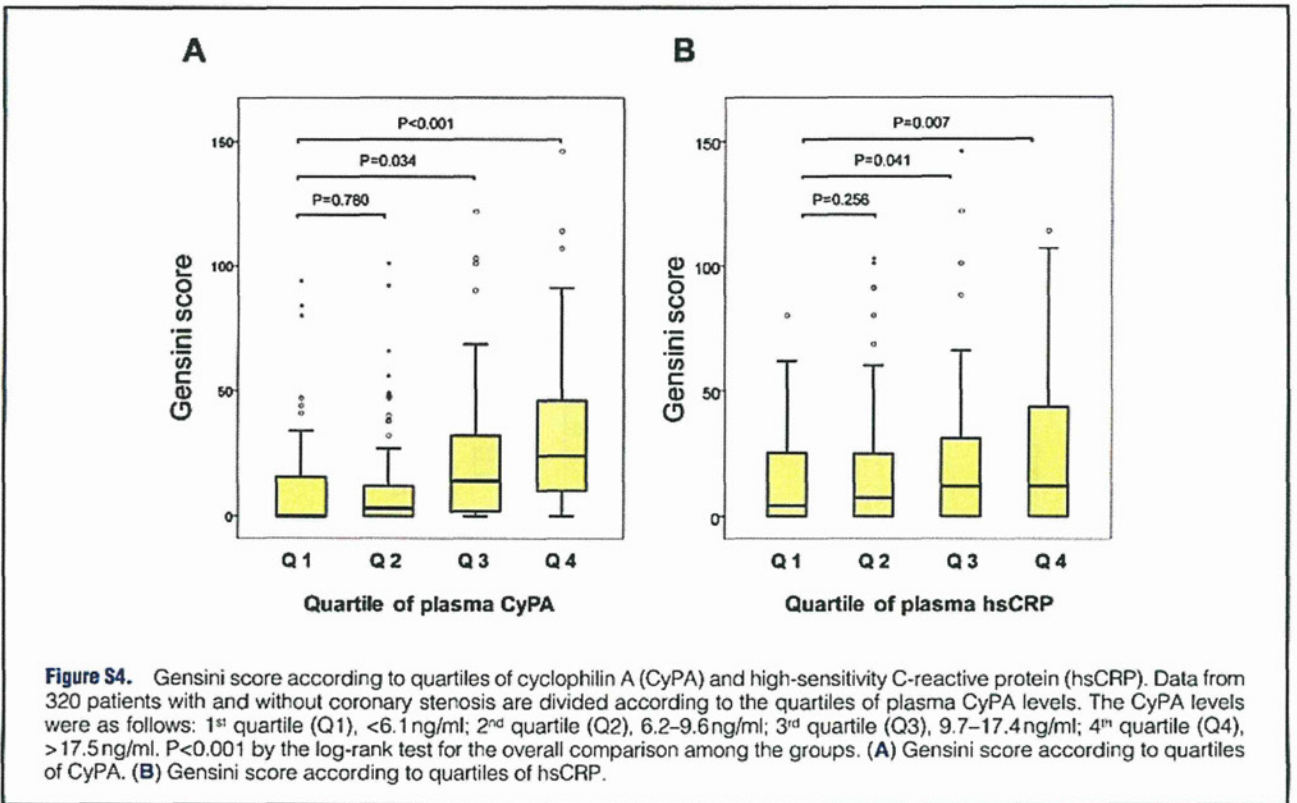 A
B
P<0.001
P=0.034
P=0.780
150
100
50
0
Gensini score
Q 1 Q 2 Q 3 Q 4
Quartile of plasma CyPA
P=0.007
P=0.041
P=0.256
150
100
50
0
Gensini score
Q 1 Q 2 Q 3 Q 4
Quartile of plasma hsCRP
Figure S4. Gensini score according to quartiles of cyclophilin A (CyPA) and high-sensitivity C-reactive protein (hsCRP). Data from
320 patients with and without coronary stenosis are divided according to the quartiles of plasma CyPA levels. The CyPA levels
were as follows: 1st quartile (Q1), <6.1 ng/ml; 2nd quartile (Q2), 6.2–9.6 ng/ml; 3rd quartile (Q3), 9.7–17.4 ng/ml; 4th quartile (Q4),
>17.5 ng/ml. P<0.001 by the log-rank test for the overall comparison among the groups. (A) Gensini score according to quartiles
of CyPA. (B) Gensini score according to quartiles of hsCRP.